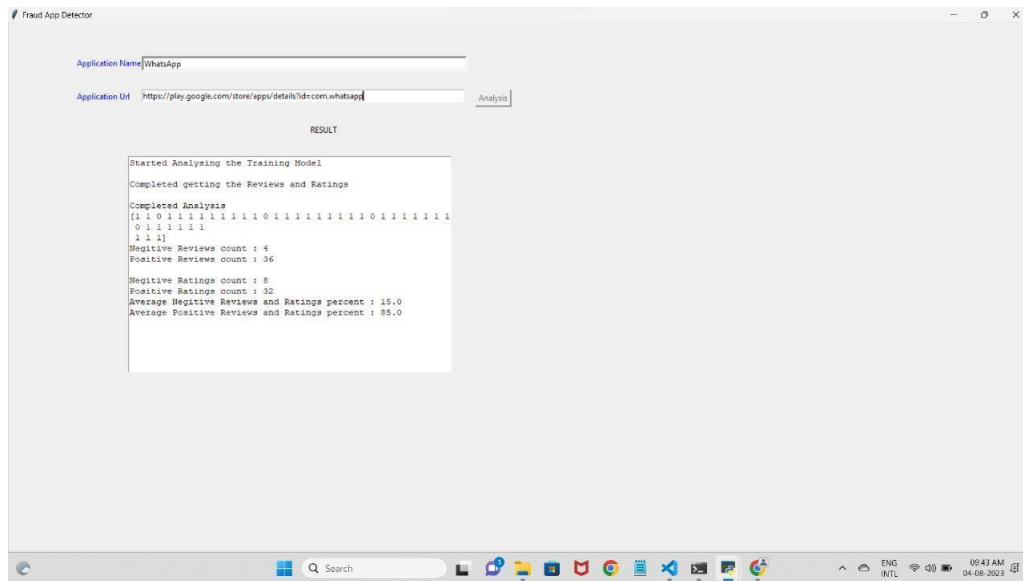 Fraud App Detector
Application Name WhatsApp
Application Url https://play.google.com/store/apps/details?id=com.whatsapp Analysis
RESULT
Started Analysing the Training Model
Completed getting the Reviews and Ratings
Completed Analysis
[1 1 0 1 1 1 1 1 1 1 1 1 0 1 1 1 1 1 1 1 1 1 0 1 1 1 1 1 1 1
0 1 1 1 1 1 1
1 1 1]
Negitive Reviews count : 4
Positive Reviews count : 36
Negitive Ratings count : 8
Positive Ratings count : 32
Average Negitive Reviews and Ratings percent : 15.0
Average Positive Reviews and Ratings percent : 85.0
Search
ENG
INTL
09:43 AM
04-08-2023